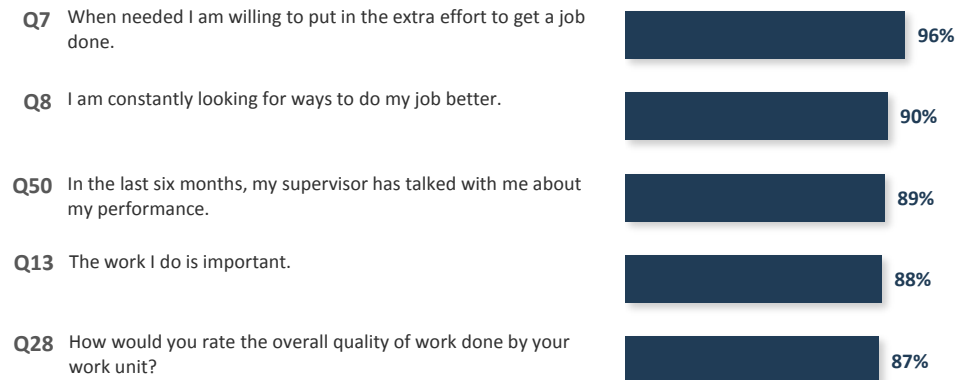 Q7 When needed I am willing to put in the extra effort to get a job
done.
96%
Q8 I am constantly looking for ways to do my job better.
90%
Q50 In the last six months, my supervisor has talked with me about
my performance.
89%
Q13 The work I do is important.
88%
Q28 How would you rate the overall quality of work done by your
work unit?
87%